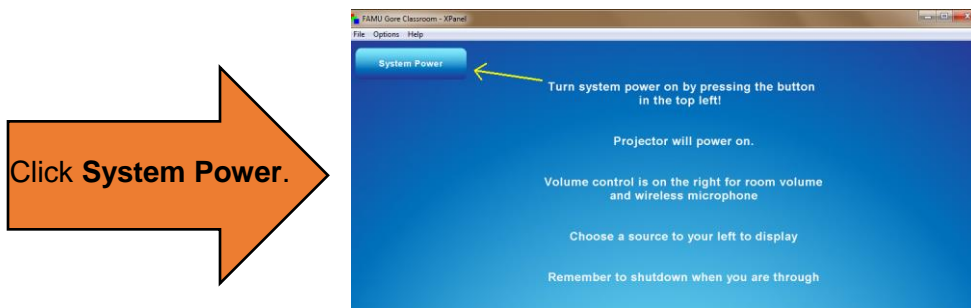 Click System Power.
FAMU Gore Classroom - XPanel
File Options Help
System Power
Turn system power on by pressing the button
in the top left!
Projector will power on.
Volume control is on the right for room volume
and wireless microphone
Choose a source to your left to display
Remember to shutdown when you are through